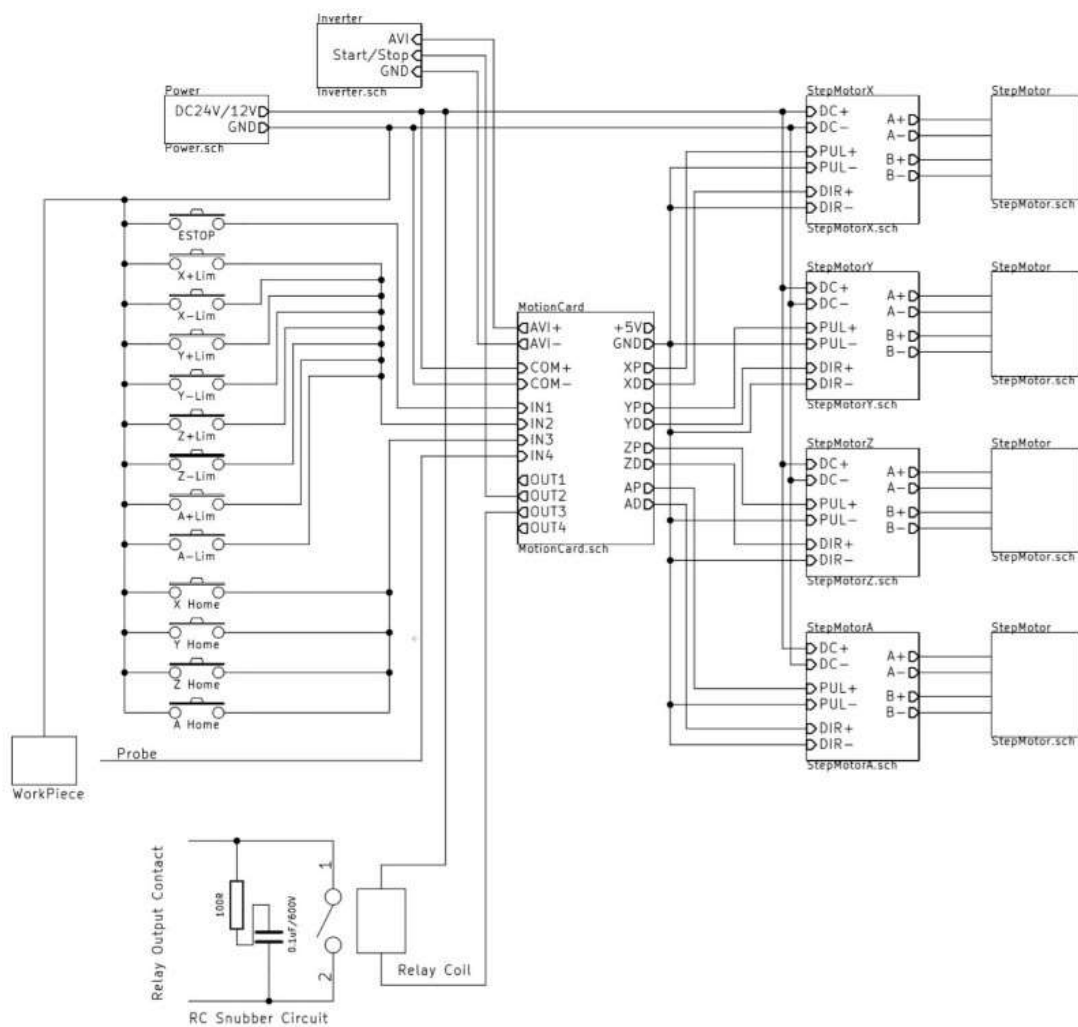 Inverter
AVI
Start/Stop
GND
Inverter.sch
Power
DC24V/12V
GND
Power.sch
ESTOP
X+Lim
X-Lim
Y+Lim
Y-Lim
Z+Lim
Z-Lim
A+Lim
A-Lim
X Home
Y Home
Z Home
A Home
WorkPiece
Probe
MotionCard
AVI+
AVI-
COM+
COM-
IN1
IN2
IN3
IN4
OUT1
OUT2
OUT3
OUT4
+5V
GND
XP
XD
YP
YD
ZP
ZD
AP
AD
MotionCard.sch
StepMotorX
DC+
DC-
PUL+
PUL-
DIR+
DIR-
A+
A-
B+
B-
StepMotorX.sch
StepMotor
StepMotor.sch
StepMotorY
DC+
DC-
PUL+
PUL-
DIR+
DIR-
A+
A-
B+
B-
StepMotorY.sch
StepMotor
StepMotor.sch
StepMotorZ
DC+
DC-
PUL+
PUL-
DIR+
DIR-
A+
A-
B+
B-
StepMotorZ.sch
StepMotor
StepMotor.sch
StepMotorA
DC+
DC-
PUL+
PUL-
DIR+
DIR-
A+
A-
B+
B-
StepMotorA.sch
StepMotor
StepMotor.sch
Relay Output Contact
100R
0.1uF/600V
1
2
Relay Coil
RC Snubber Circuit